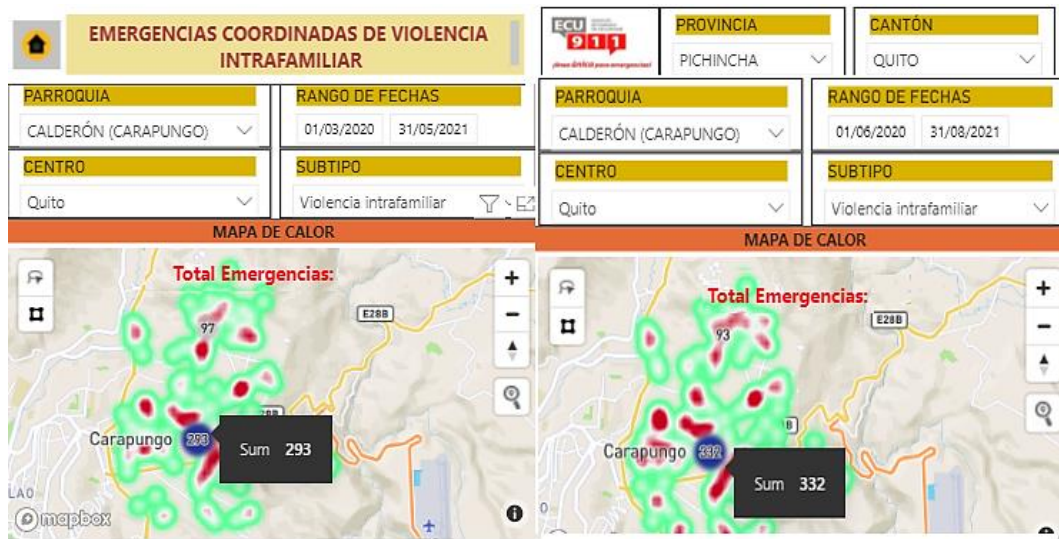 EMERGENCIAS COORDINADAS DE VIOLENCIA
INTRAFAMILIAR
PARROQUIA
CALDERÓN (CARAPUNGO)
RANGO DE FECHAS
01/03/2020 31/05/2021
CENTRO
Quito
SUBTIPO
Violencia intrafamiliar
MAPA DE CALOR
Total Emergencias:
97
E28B
Carapungo
293
Sum 293
mapbox
ECU
911
PROVINCIA
PICHINCHA
CANTÓN
QUITO
PARROQUIA
CALDERÓN (CARAPUNGO)
RANGO DE FECHAS
01/06/2020 31/08/2021
CENTRO
Quito
SUBTIPO
Violencia intrafamiliar
MAPA DE CALOR
Total Emergencias:
93
E28B
Carapungo
332
Sum 332